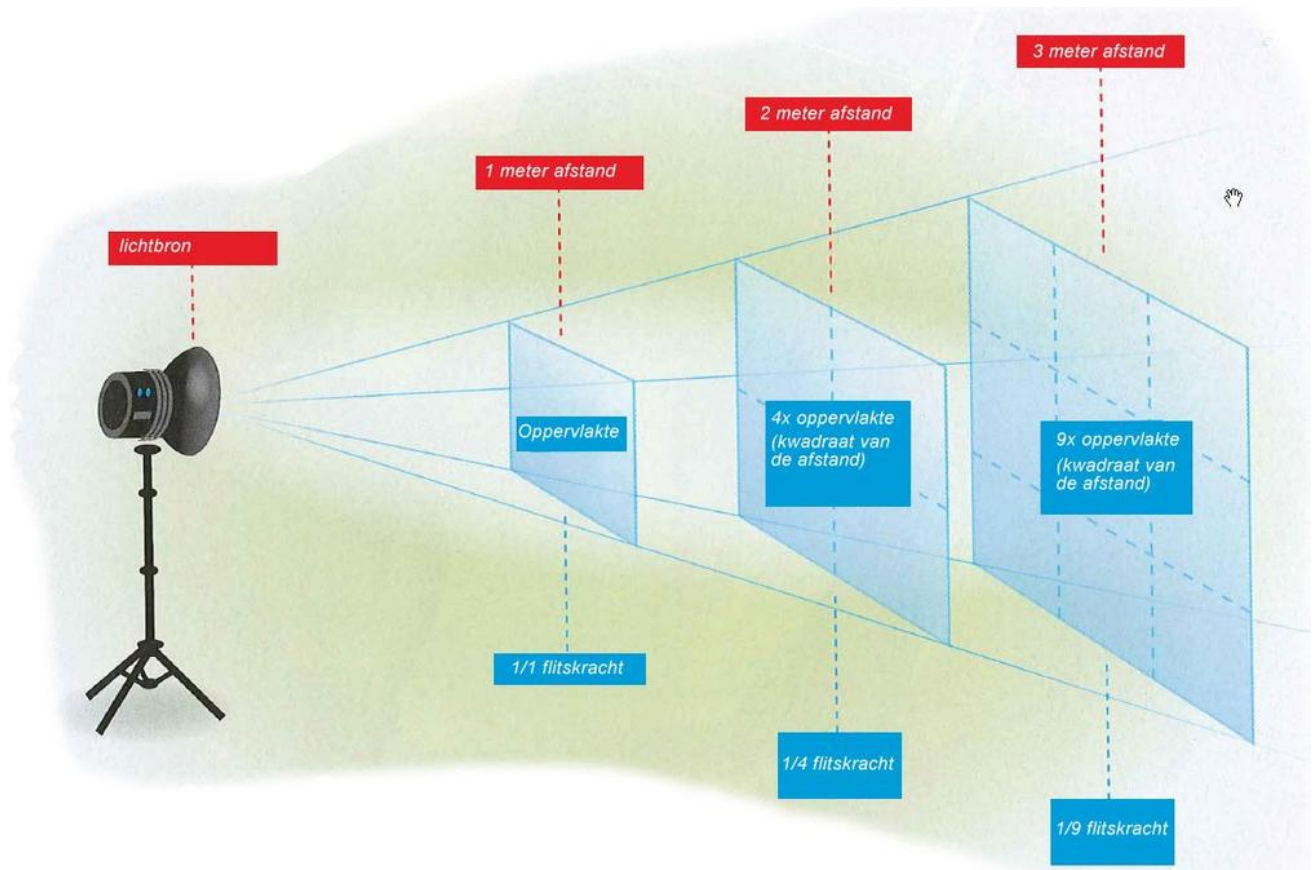 3 meter afstand
2 meter afstand
1 meter afstand
lichtbron
Oppervlakte
4x oppervlakte
(kwadraat van
de afstand)
9x oppervlakte
(kwadraat van
de afstand)
1/1 flitskracht
1/4 flitskracht
1/9 flitskracht